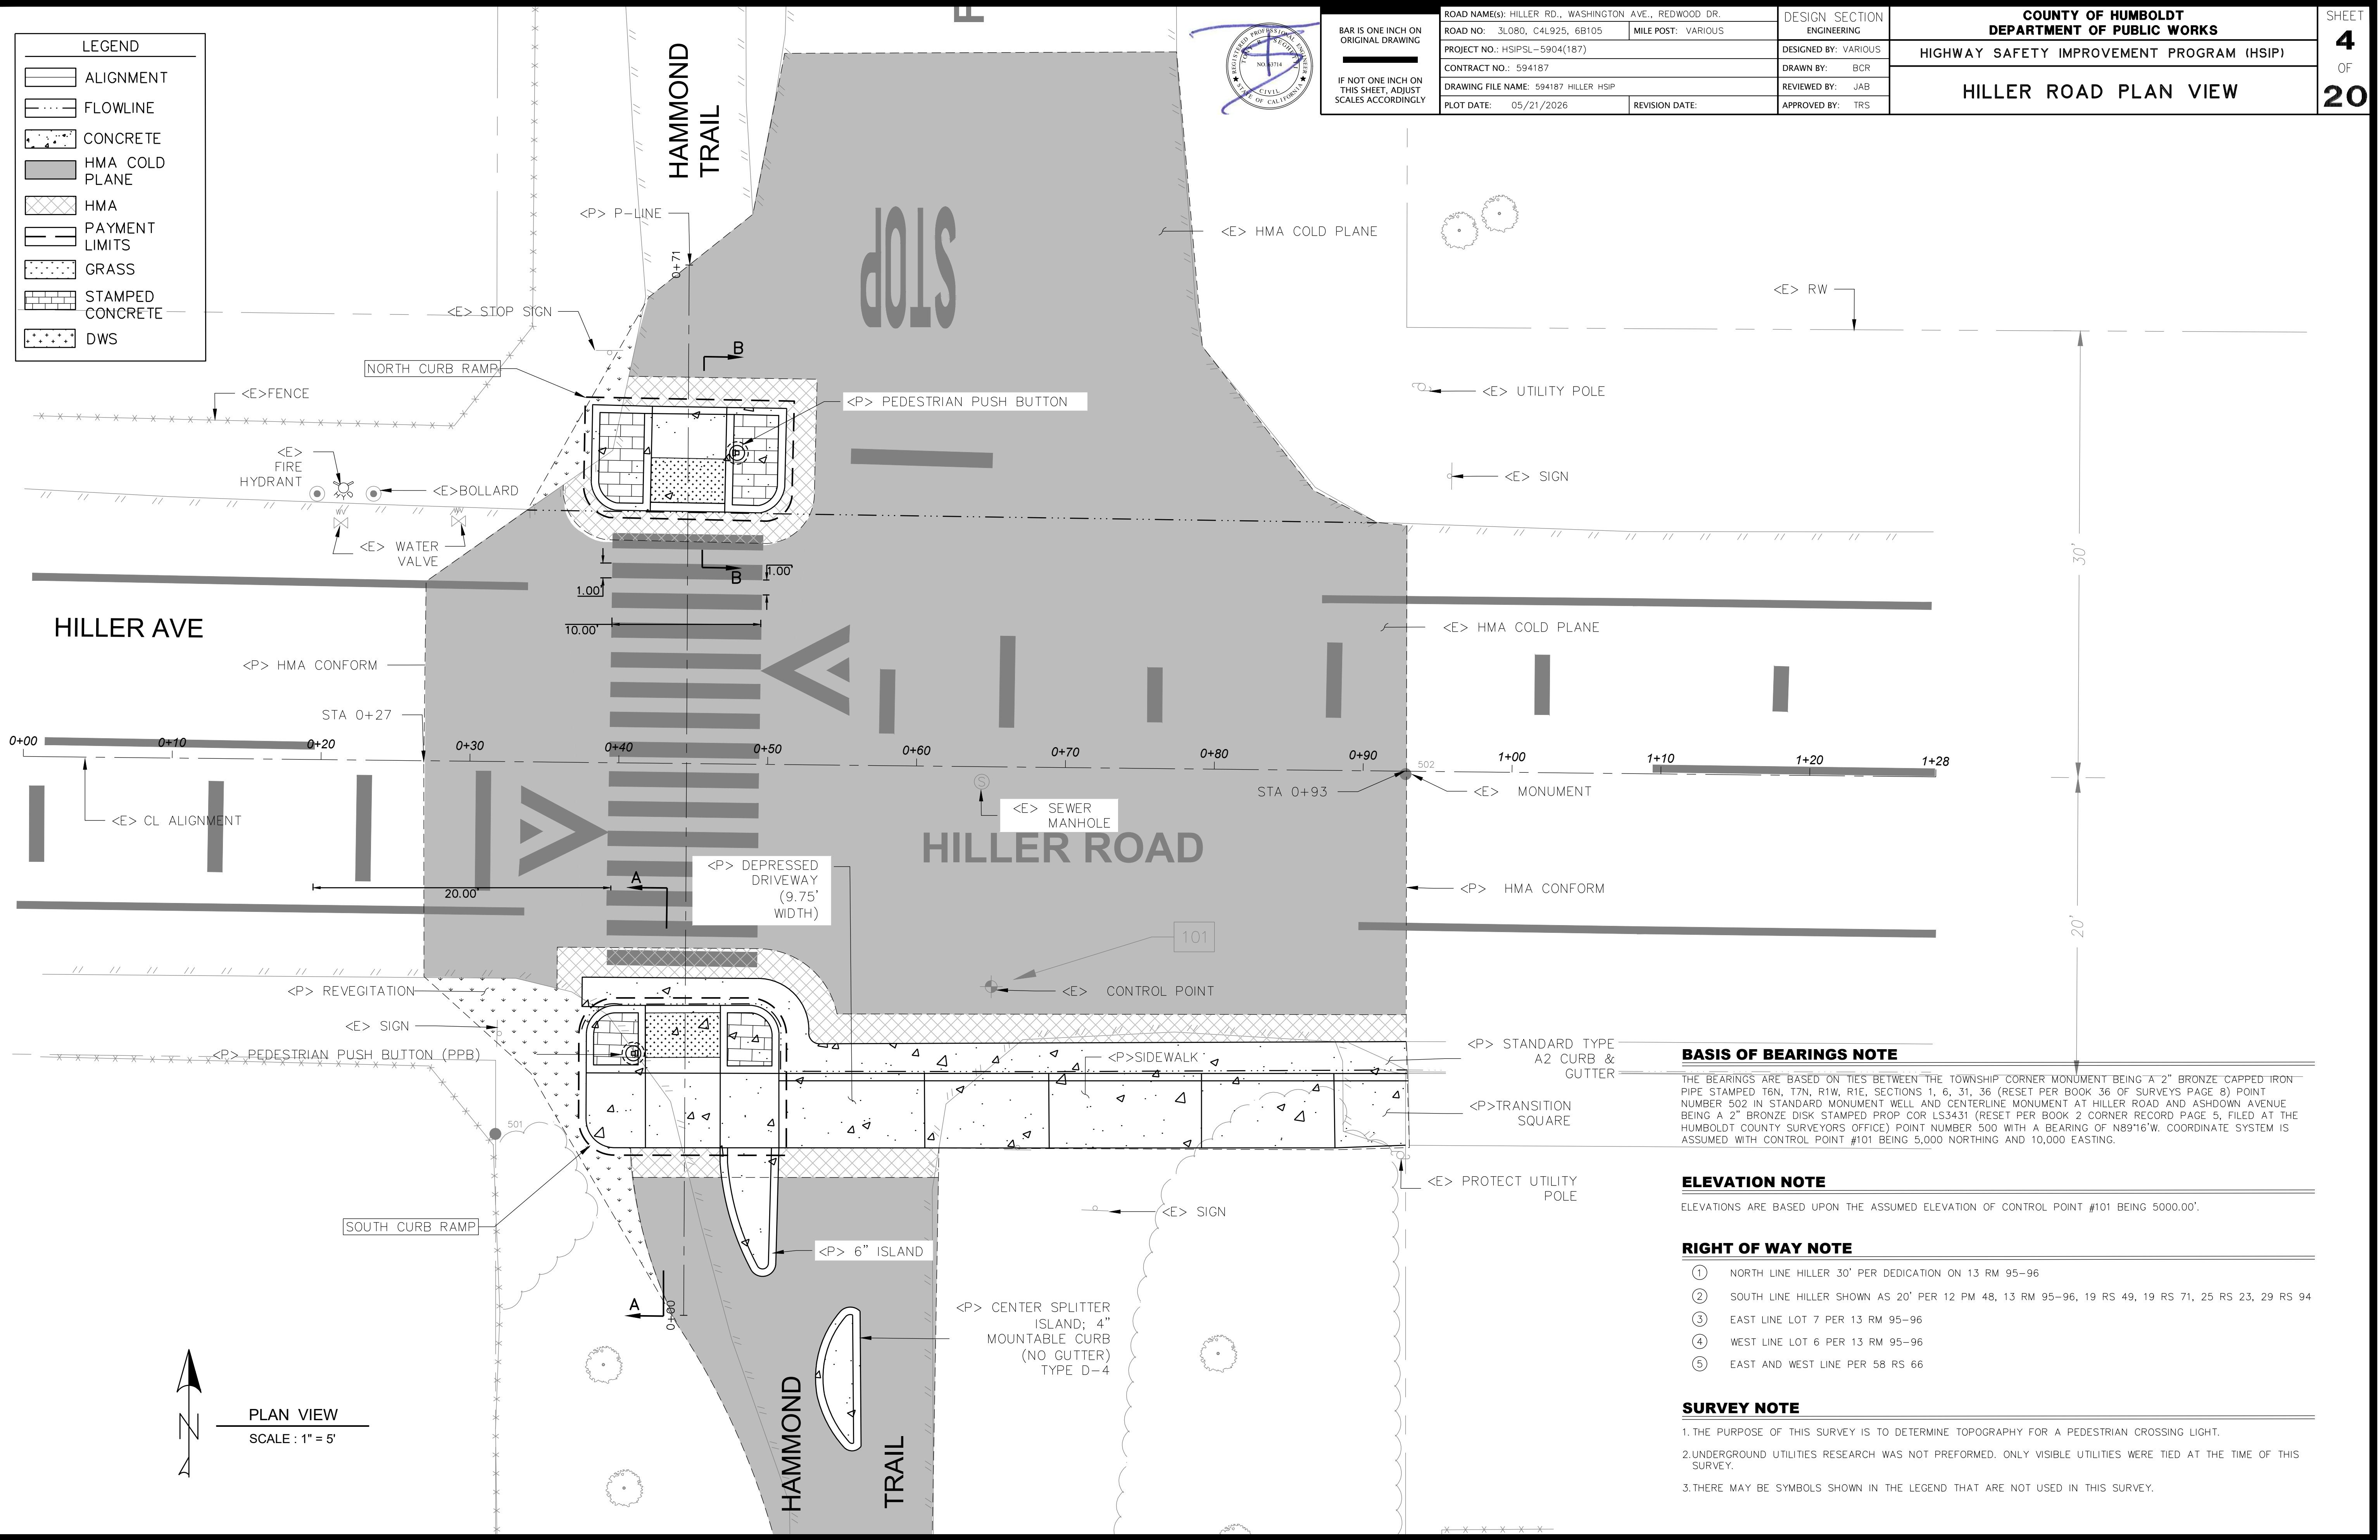 LEGEND
ALIGNMENT
FLOWLINE
CONCRETE
HMA COLD
PLANE
HMA
PAYMENT
LIMITS
GRASS
STAMPED
CONCRETE
DWS
HAMMOND
TRAIL
REGISTERED PROFESSIONAL ENGINEER
NO. 63714
CIVIL
STATE OF CALIFORNIA
BAR IS ONE INCH ON
ORIGINAL DRAWING
IF NOT ONE INCH ON
THIS SHEET, ADJUST
SCALES ACCORDINGLY
ROAD NAME(s): HILLER RD., WASHINGTON AVE., REDWOOD DR.
ROAD NO: 3L080, C4L925, 6B105
MILE POST: VARIOUS
PROJECT NO.: HSIPSL-5904(187)
CONTRACT NO.: 594187
DRAWING FILE NAME: 594187 HILLER HSIP
PLOT DATE: 05/21/2026
REVISION DATE:
DESIGN SECTION
ENGINEERING
DESIGNED BY: VARIOUS
DRAWN BY: BCR
REVIEWED BY: JAB
APPROVED BY: TRS
COUNTY OF HUMBOLDT
DEPARTMENT OF PUBLIC WORKS
HIGHWAY SAFETY IMPROVEMENT PROGRAM (HSIP)
HILLER ROAD PLAN VIEW
SHEET
4
OF
20
<P> P-LINE
0+71
STOP
<E> HMA COLD PLANE
<E> RW
<E> STOP SIGN
B
NORTH CURB RAMP
<E>FENCE
<P> PEDESTRIAN PUSH BUTTON
<E> UTILITY POLE
<E>
FIRE
HYDRANT
<E>BOLLARD
<E> SIGN
WV
WV
<E> WATER
VALVE
30'
B
1.00'
1.00'
10.00'
HILLER AVE
<E> HMA COLD PLANE
<P> HMA CONFORM
STA 0+27
0+00
0+10
0+20
0+30
0+40
0+50
0+60
0+70
0+80
0+90
1+00
1+10
1+20
1+28
502
STA 0+93
<E> MONUMENT
S
<E> SEWER
MANHOLE
<E> CL ALIGNMENT
HILLER ROAD
<P> DEPRESSED
DRIVEWAY
(9.75'
WIDTH)
A
20.00'
<P> HMA CONFORM
20'
101
<P> REVEGITATION
<E> CONTROL POINT
<E> SIGN
<P> PEDESTRIAN PUSH BUTTON (PPB)
<P>SIDEWALK
<P> STANDARD TYPE
A2 CURB &
GUTTER
<P>TRANSITION
SQUARE
501
<E> PROTECT UTILITY
POLE
SOUTH CURB RAMP
<E> SIGN
<P> 6" ISLAND
A
0+00
<P> CENTER SPLITTER
ISLAND; 4"
MOUNTABLE CURB
(NO GUTTER)
TYPE D-4
HAMMOND
TRAIL
N
PLAN VIEW
SCALE : 1" = 5'
BASIS OF BEARINGS NOTE
THE BEARINGS ARE BASED ON TIES BETWEEN THE TOWNSHIP CORNER MONUMENT BEING A 2" BRONZE CAPPED IRON
PIPE STAMPED T6N, T7N, R1W, R1E, SECTIONS 1, 6, 31, 36 (RESET PER BOOK 36 OF SURVEYS PAGE 8) POINT
NUMBER 502 IN STANDARD MONUMENT WELL AND CENTERLINE MONUMENT AT HILLER ROAD AND ASHDOWN AVENUE
BEING A 2" BRONZE DISK STAMPED PROP COR LS3431 (RESET PER BOOK 2 CORNER RECORD PAGE 5, FILED AT THE
HUMBOLDT COUNTY SURVEYORS OFFICE) POINT NUMBER 500 WITH A BEARING OF N89°16'W. COORDINATE SYSTEM IS
ASSUMED WITH CONTROL POINT #101 BEING 5,000 NORTHING AND 10,000 EASTING.
ELEVATION NOTE
ELEVATIONS ARE BASED UPON THE ASSUMED ELEVATION OF CONTROL POINT #101 BEING 5000.00'.
RIGHT OF WAY NOTE
1 NORTH LINE HILLER 30' PER DEDICATION ON 13 RM 95-96
2 SOUTH LINE HILLER SHOWN AS 20' PER 12 PM 48, 13 RM 95-96, 19 RS 49, 19 RS 71, 25 RS 23, 29 RS 94
3 EAST LINE LOT 7 PER 13 RM 95-96
4 WEST LINE LOT 6 PER 13 RM 95-96
5 EAST AND WEST LINE PER 58 RS 66
SURVEY NOTE
1. THE PURPOSE OF THIS SURVEY IS TO DETERMINE TOPOGRAPHY FOR A PEDESTRIAN CROSSING LIGHT.
2.UNDERGROUND UTILITIES RESEARCH WAS NOT PREFORMED. ONLY VISIBLE UTILITIES WERE TIED AT THE TIME OF THIS
SURVEY.
3.THERE MAY BE SYMBOLS SHOWN IN THE LEGEND THAT ARE NOT USED IN THIS SURVEY.